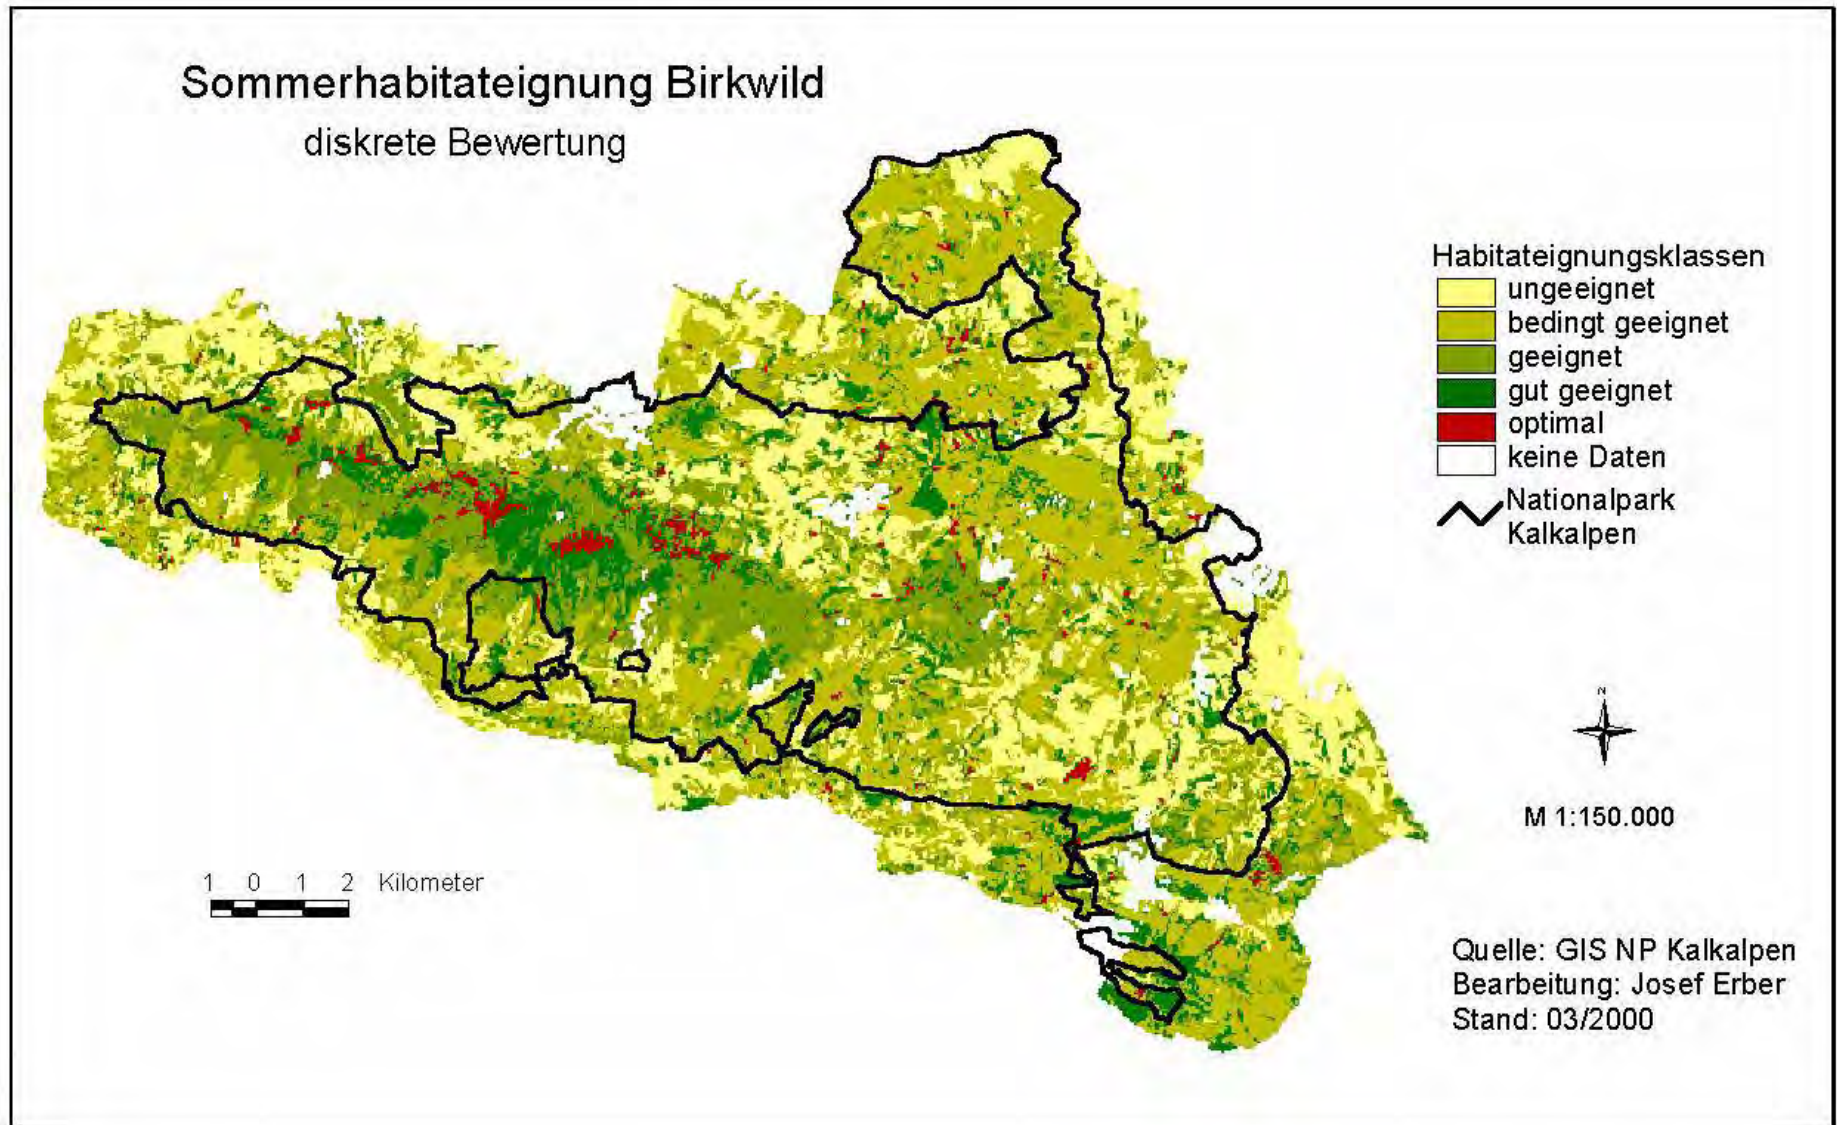 Sommerhabitateignung Birkwild
diskrete Bewertung
Habitateignungsklassen
ungeeignet
bedingt geeignet
geeignet
gut geeignet
optimal
keine Daten
Nationalpark
Kalkalpen
N
M 1:150.000
1 0 1 2 Kilometer
Quelle: GIS NP Kalkalpen
Bearbeitung: Josef Erber
Stand: 03/2000